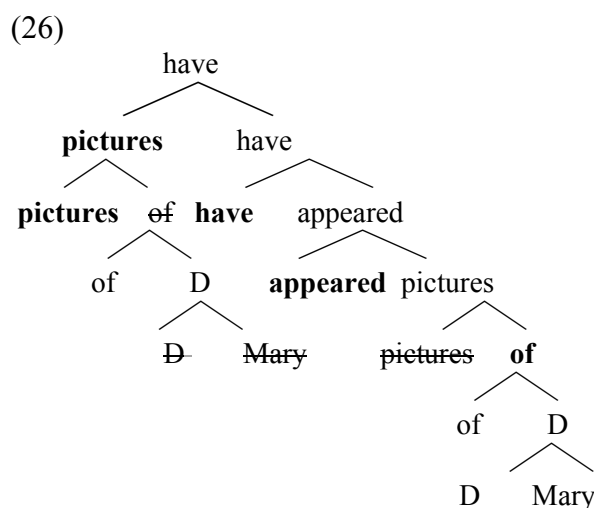 (26)
have
pictures have
pictures of have appeared
of D appeared pictures
D Mary pictures of
of D
D Mary